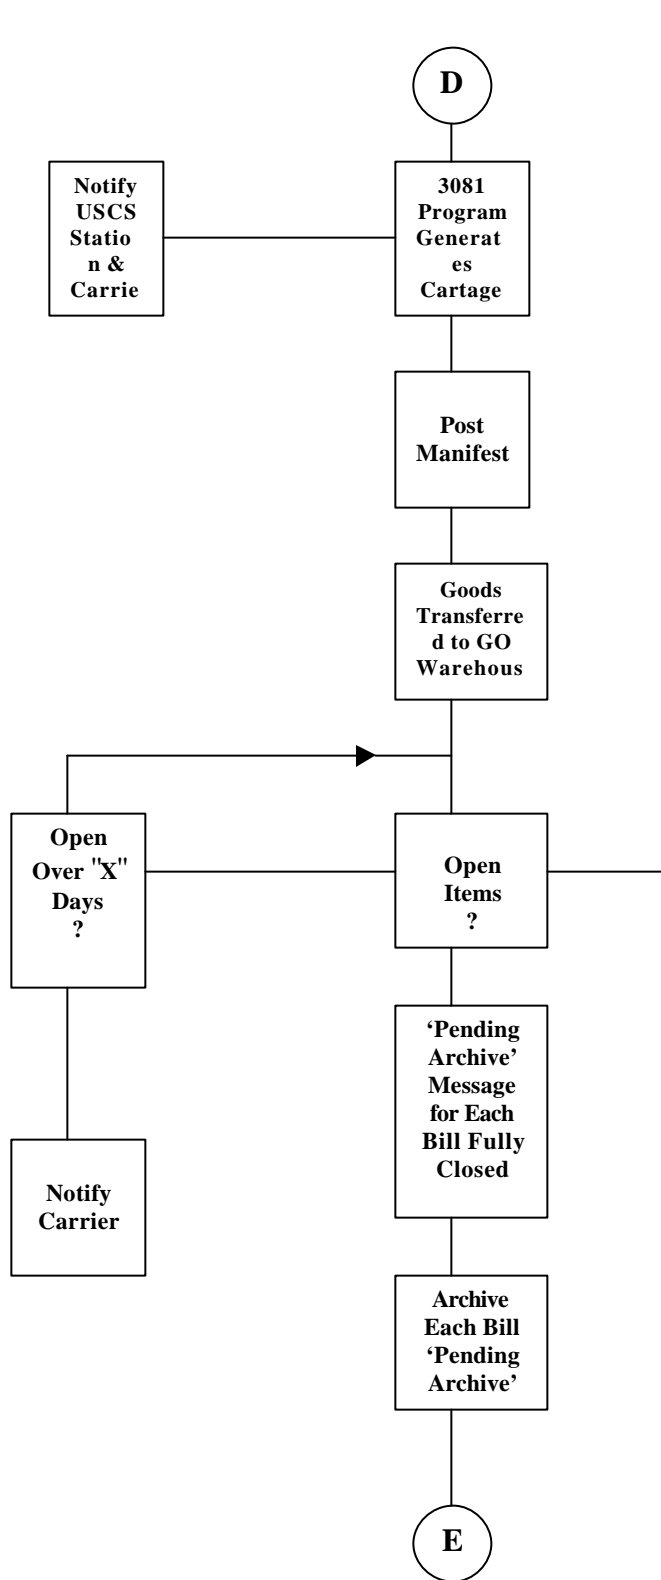 D
Notify
USCS
Statio
n &
Carrie
3081
Program
Generat
es
Cartage
Post
Manifest
Goods
Transferre
d to GO
Warehous
Open
Over "X"
Days
?
Open
Items
?
‘Pending
Archive’
Message
for Each
Bill Fully
Closed
Notify
Carrier
Archive
Each Bill
‘Pending
Archive’
E